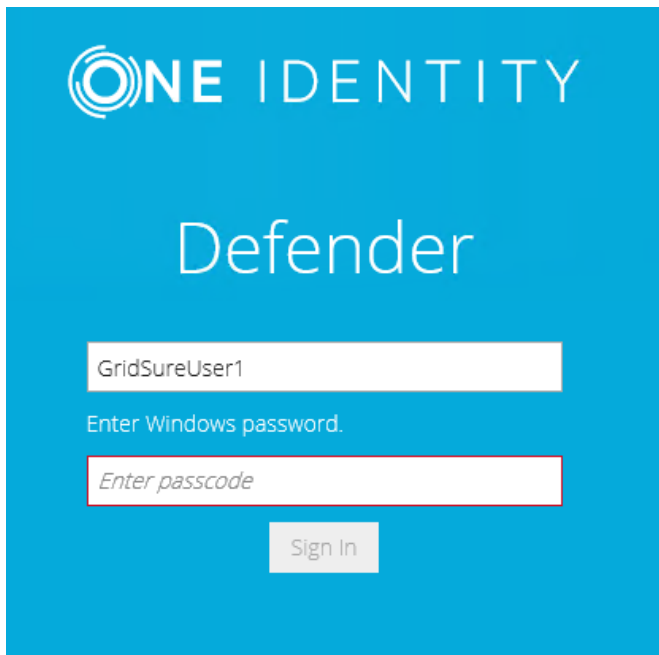 ONE IDENTITY
Defender
GridSureUser1
Enter Windows password.
Enter passcode
Sign In